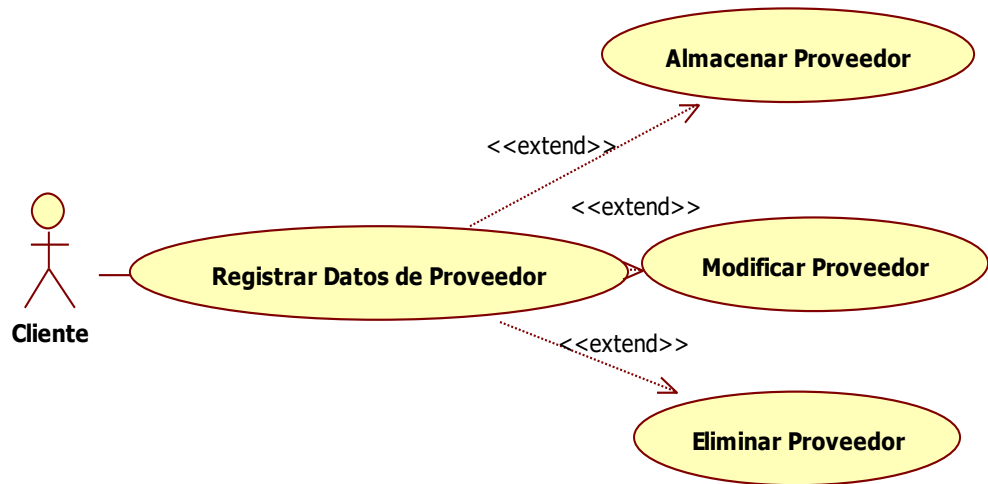 Almacenar Proveedor
<<extend>>
<<extend>>
Registrar Datos de Proveedor
Modificar Proveedor
Cliente
<<extend>>
Eliminar Proveedor